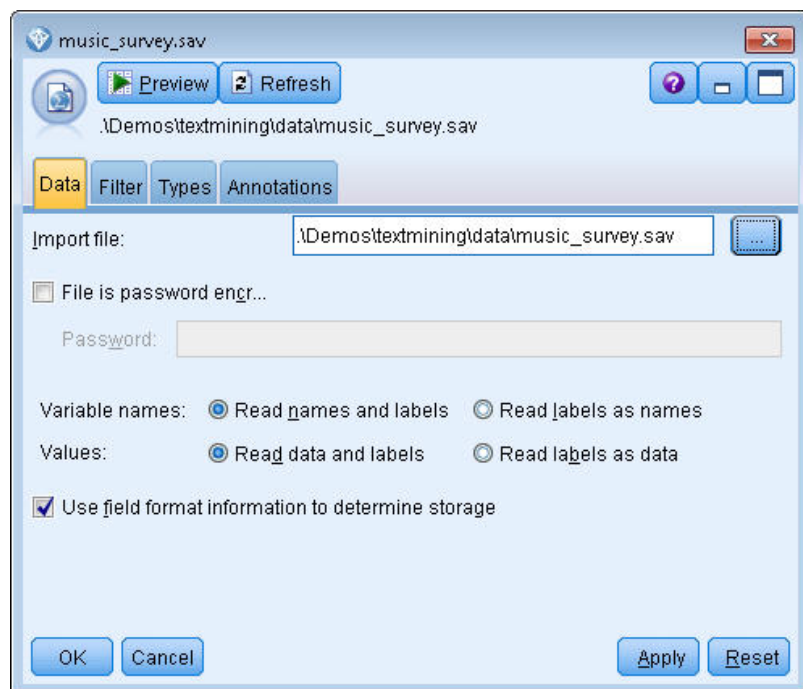 music_survey.sav
Preview Refresh
.\Demos\textmining\data\music_survey.sav
Data Filter Types Annotations
Import file: .\Demos\textmining\data\music_survey.sav ...
File is password encr...
Password:
Variable names: Read names and labels Read labels as names
Values: Read data and labels Read labels as data
Use field format information to determine storage
OK Cancel Apply Reset